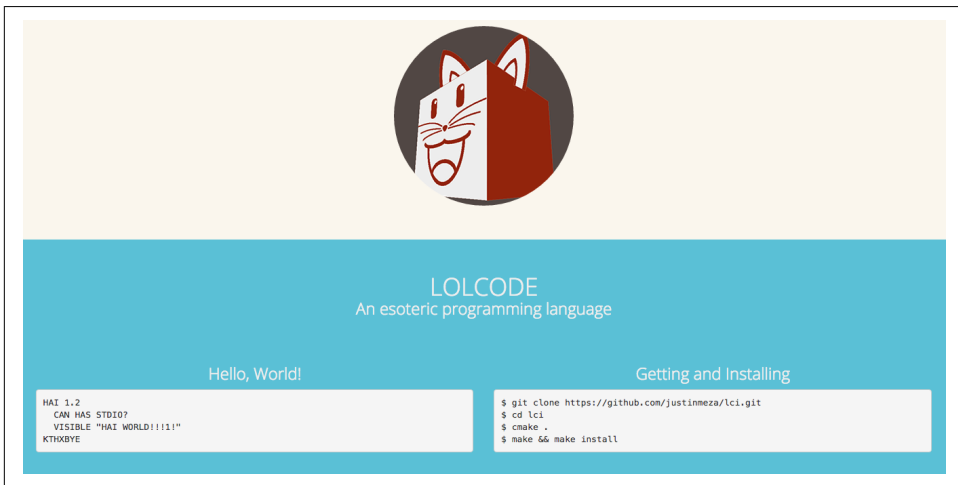 LOLCODE
An esoteric programming language
Hello, World!
HAI 1.2
  CAN HAS STDIO?
  VISIBLE "HAI WORLD!!!1!"
KTHXBYE
Getting and Installing
$ git clone https://github.com/justinmeza/lci.git
$ cd lci
$ cmake .
$ make && make install